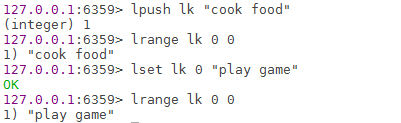 127.0.0.1:6359> lpush lk "cook food"
(integer) 1
127.0.0.1:6359> lrange lk 0 0
1) "cook food"
127.0.0.1:6359> lset lk 0 "play game"
OK
127.0.0.1:6359> lrange lk 0 0
1) "play game" _